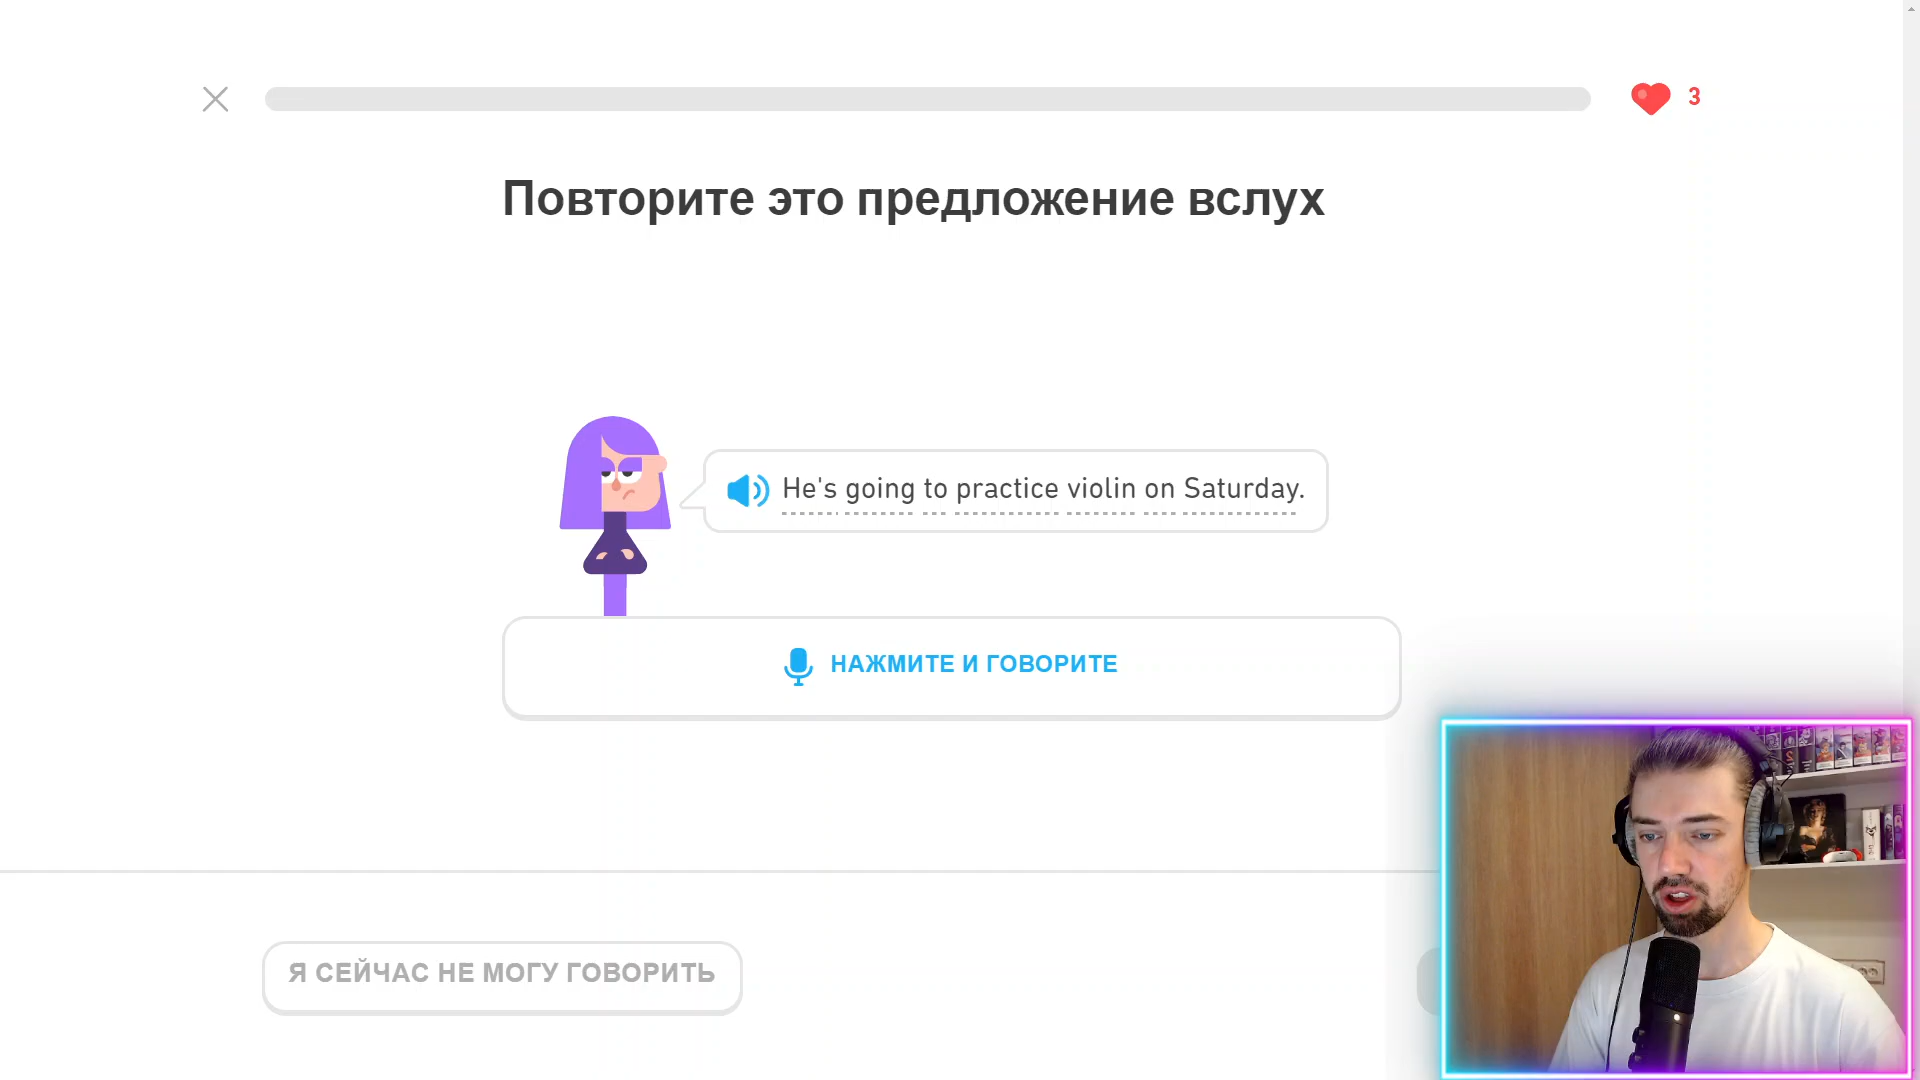 3
Повторите это предложение вслух
He's going to practice violin on Saturday.
НАЖМИТЕ И ГОВОРИТЕ
Я СЕЙЧАС НЕ МОГУ ГОВОРИТЬ